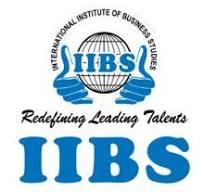 INTERNATIONAL INSTITUTE OF BUSINESS STUDIES
IIBS
Redefining Leading Talents
IIBS